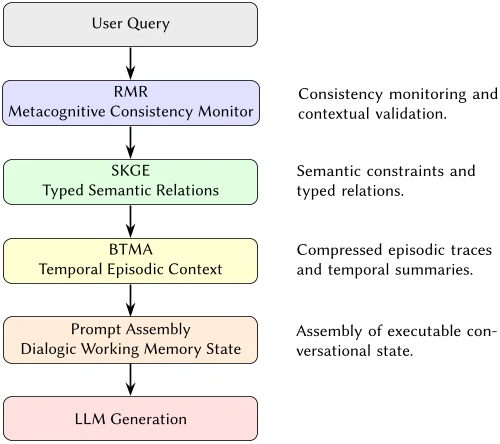 User Query
RMR
Metacognitive Consistency Monitor
Consistency monitoring and
contextual validation.
SKGE
Typed Semantic Relations
Semantic constraints and
typed relations.
BTMA
Temporal Episodic Context
Compressed episodic traces
and temporal summaries.
Prompt Assembly
Dialogic Working Memory State
Assembly of executable con-
versational state.
LLM Generation